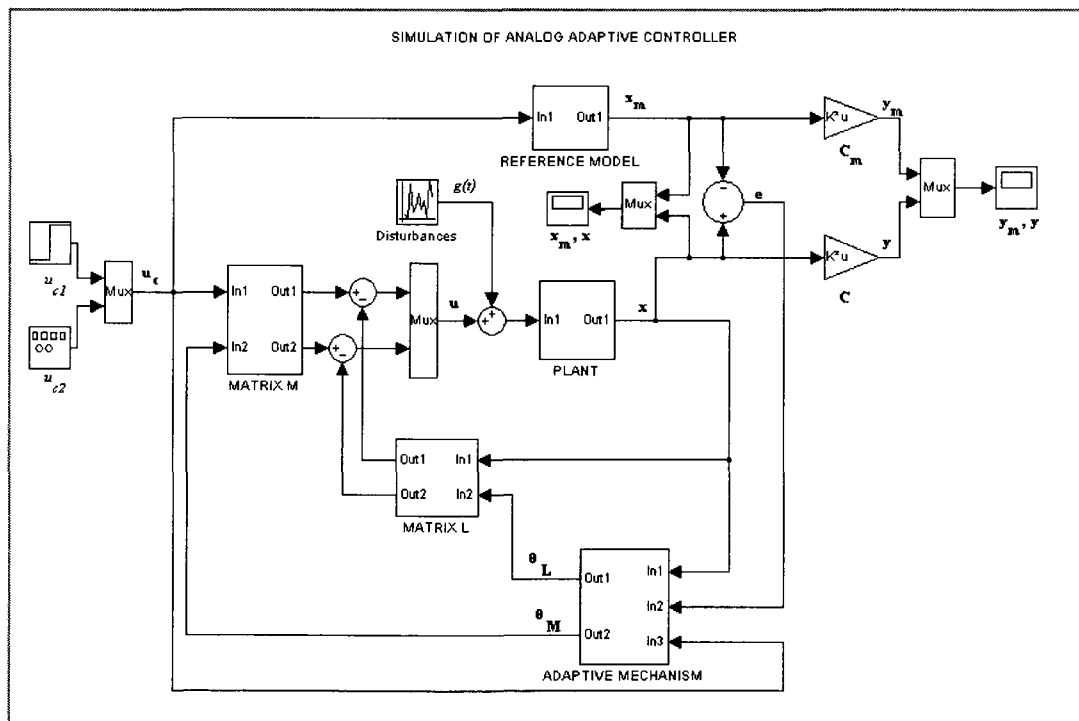 SIMULATION OF ANALOG ADAPTIVE CONTROLLER
In1 Out1
REFERENCE MODEL
x_m
K*u
C_m
y_m
Mux
y_m, y
Disturbances
g(t)
Mux
x_m, x
−
+
e
K*u
C
y
u_c1
u_c2
Mux
u_c
In1 Out1
In2 Out2
MATRIX M
+
−
+
−
Mux
u
+
+
In1 Out1
PLANT
x
Out1 In1
Out2 In2
MATRIX L
θ_L
θ_M
Out1 In1
In2
Out2
In3
ADAPTIVE MECHANISM